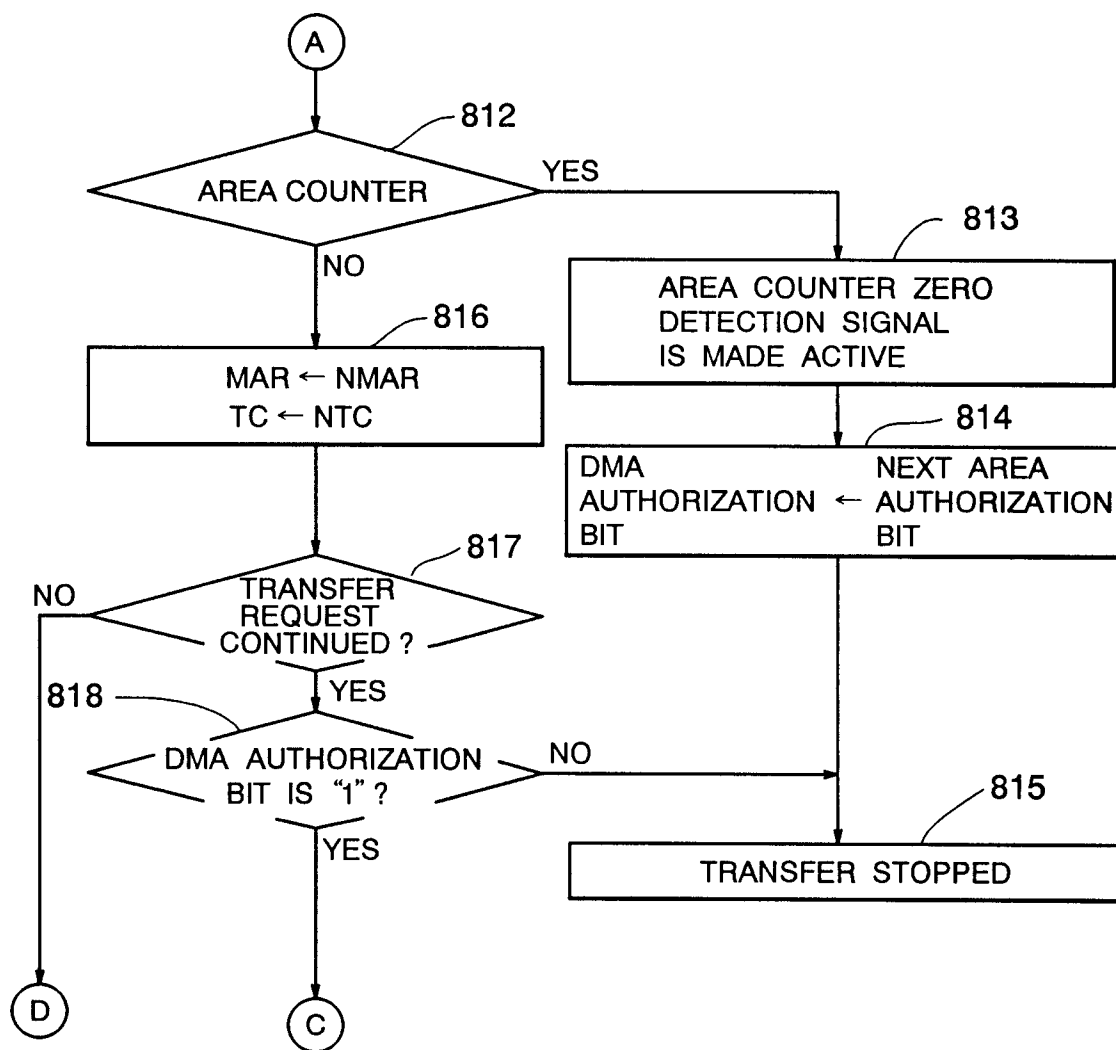 A
812
AREA COUNTER
YES
NO
813
AREA COUNTER ZERO
DETECTION SIGNAL
IS MADE ACTIVE
816
MAR ← NMAR
TC ← NTC
814
DMA ← NEXT AREA
AUTHORIZATION AUTHORIZATION
BIT BIT
817
TRANSFER
REQUEST
CONTINUED ?
NO
YES
818
DMA AUTHORIZATION
BIT IS "1" ?
NO
YES
815
TRANSFER STOPPED
D
C